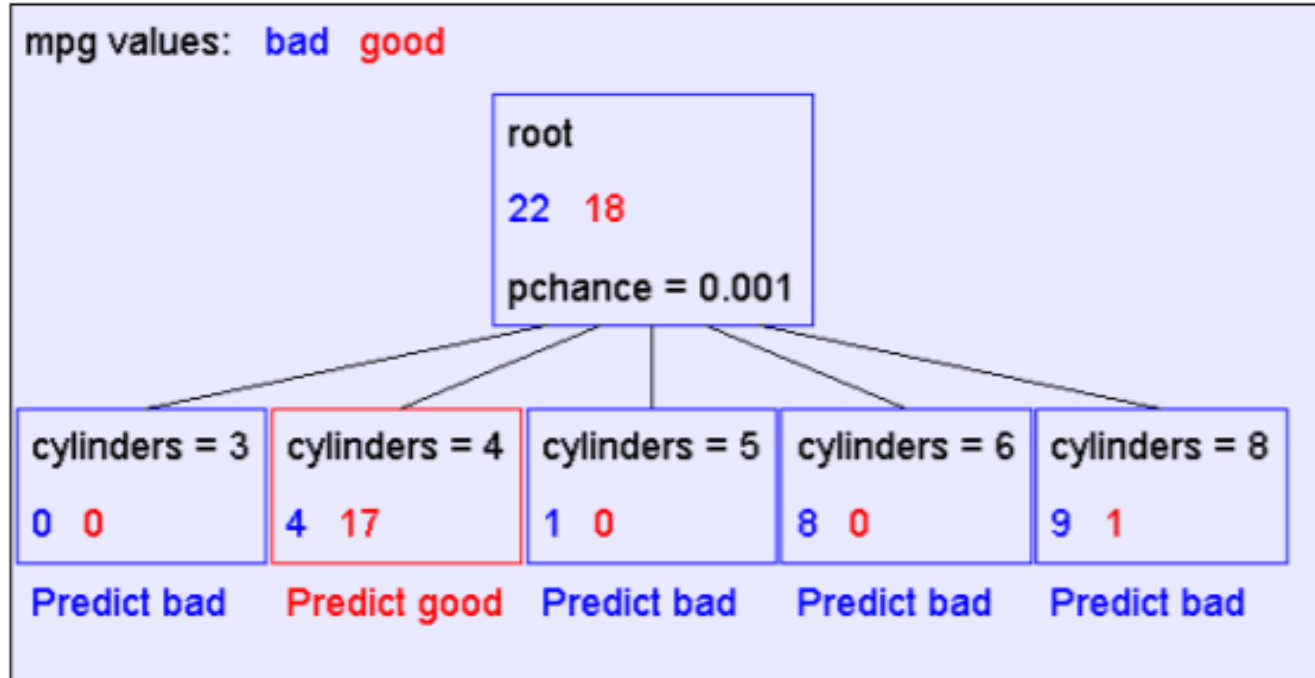 mpg values: bad good
root
22 18
pchance = 0.001
cylinders = 3 cylinders = 4 cylinders = 5 cylinders = 6 cylinders = 8
0 0 4 17 1 0 8 0 9 1
Predict bad Predict good Predict bad Predict bad Predict bad